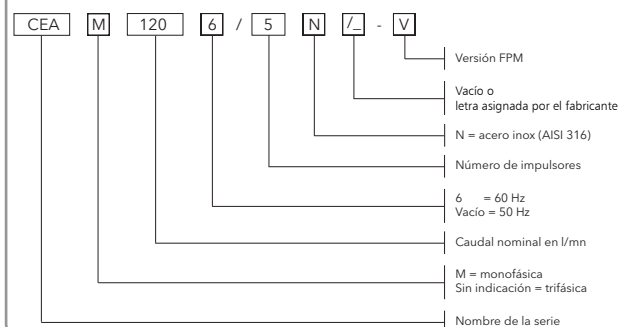 CEA M 120 6 / 5 N /_ - V
Versión FPM
Vacío o
letra asignada por el fabricante
N = acero inox (AISI 316)
Número de impulsores
6 = 60 Hz
Vacío = 50 Hz
Caudal nominal en l/mn
M = monofásica
Sin indicación = trifásica
Nombre de la serie